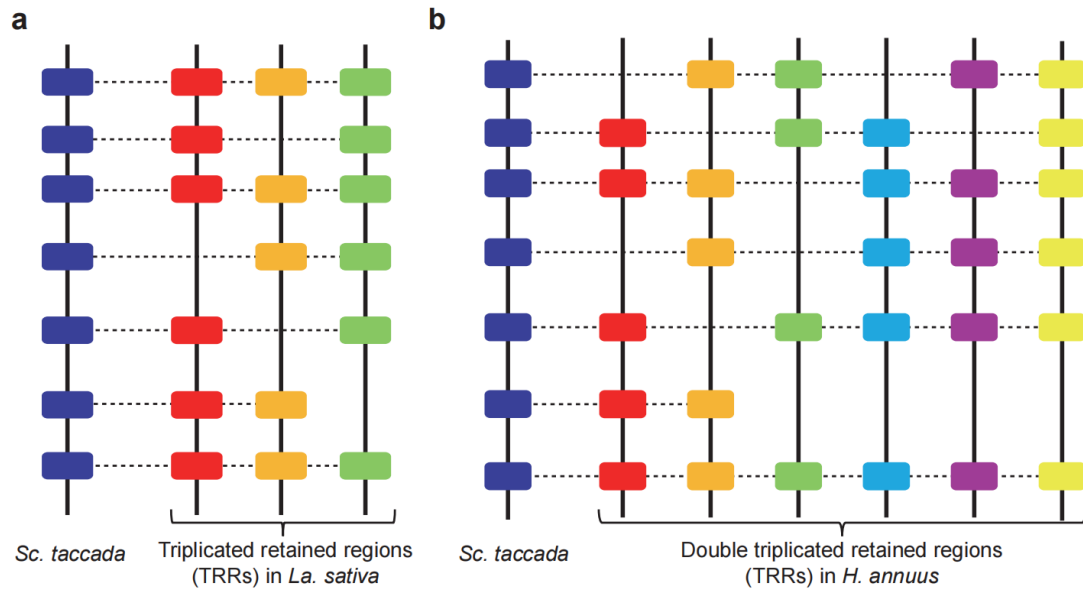 a
Sc. taccada
Triplicated retained regions
(TRRs) in La. sativa
b
Sc. taccada
Double triplicated retained regions
(TRRs) in H. annuus